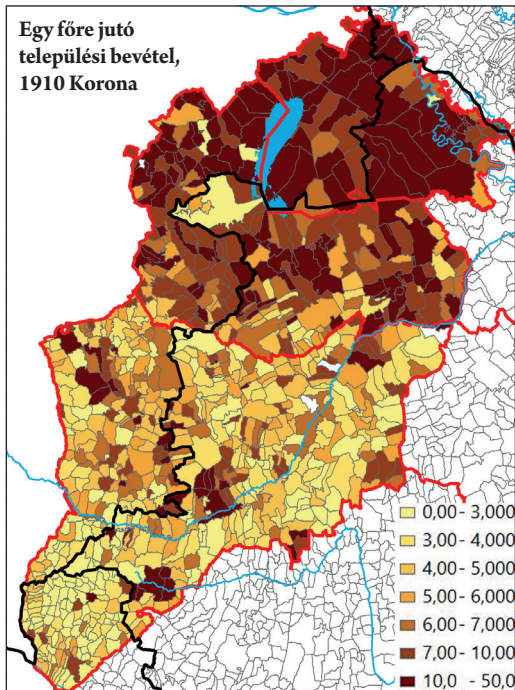 Egy főre jutó
települési bevétel,
1910 Korona
0,00 - 3,000
3,00 - 4,000
4,00 - 5,000
5,00 - 6,000
6,00 - 7,000
7,00 - 10,00
10,0 - 50,0